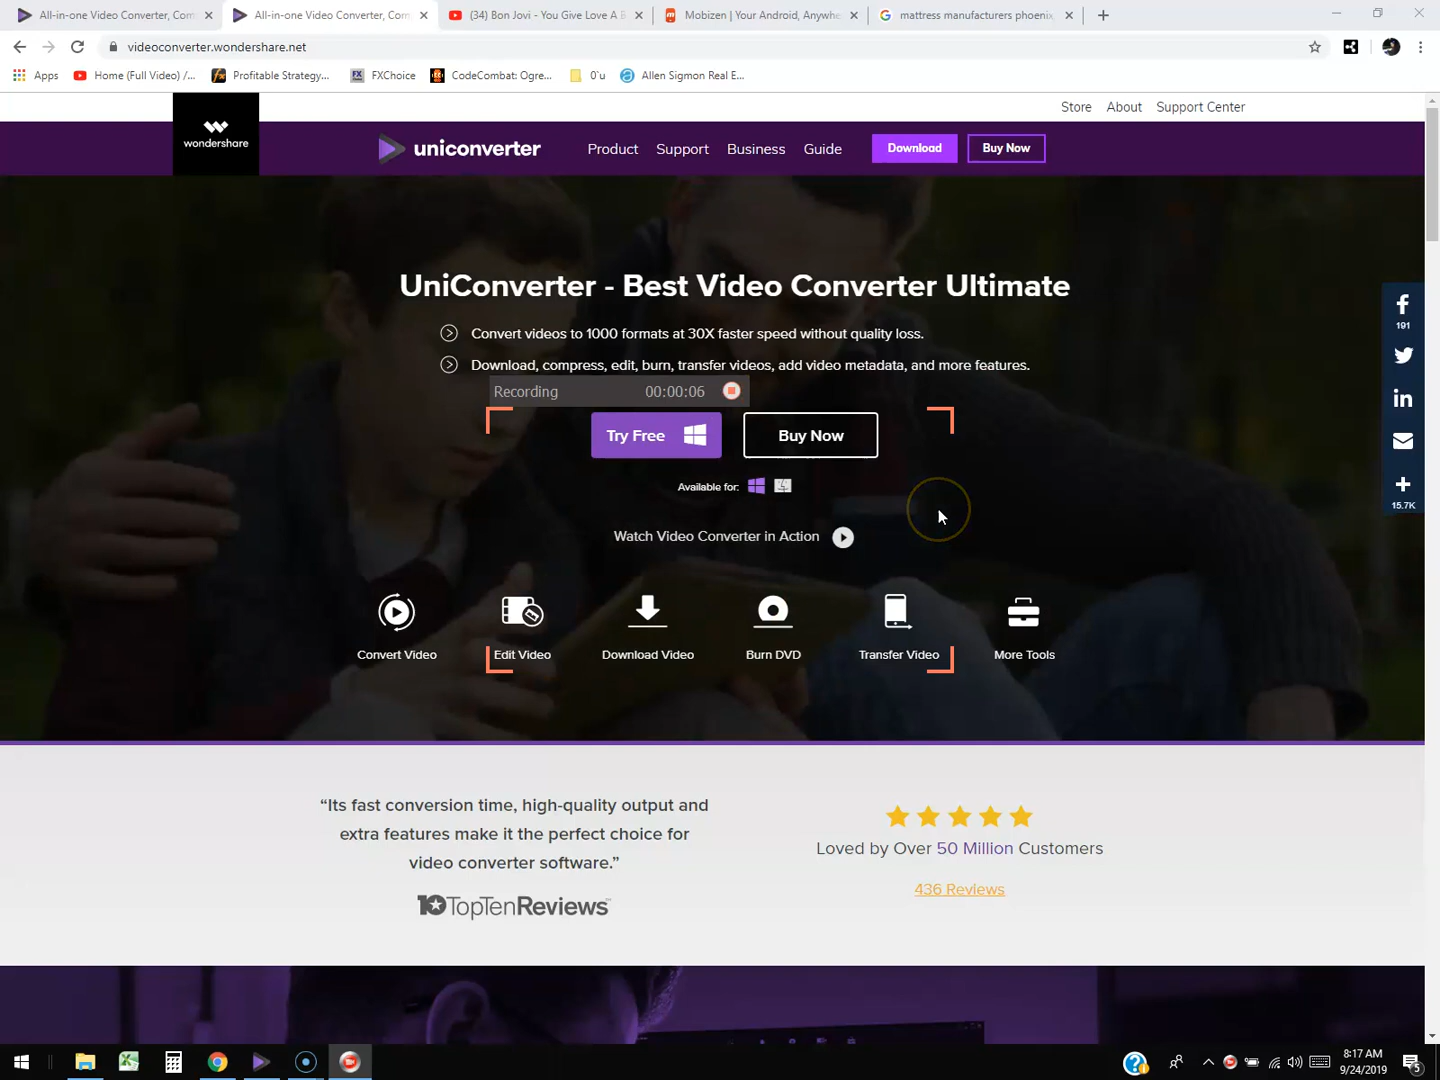 All-in-one Video Converter, Com
All-in-one Video Converter, Com
(34) Bon Jovi - You Give Love A B
Mobizen | Your Android, Anywhe
mattress manufacturers phoenix,
videoconverter.wondershare.net
Apps
Home (Full Video) /...
Profitable Strategy...
FXChoice
CodeCombat: Ogre...
0`u
Allen Sigmon Real E...
Store About Support Center
wondershare
uniconverter
Product Support Business Guide Download Buy Now
UniConverter - Best Video Converter Ultimate
Convert videos to 1000 formats at 30X faster speed without quality loss.
Download, compress, edit, burn, transfer videos, add video metadata, and more features.
Recording 00:00:06
Try Free
Buy Now
Available for:
Watch Video Converter in Action
Convert Video
Edit Video
Download Video
Burn DVD
Transfer Video
More Tools
191
15.7K
“Its fast conversion time, high-quality output and
extra features make it the perfect choice for
video converter software.”
10TopTenReviews
Loved by Over 50 Million Customers
436 Reviews
8:17 AM
9/24/2019
5